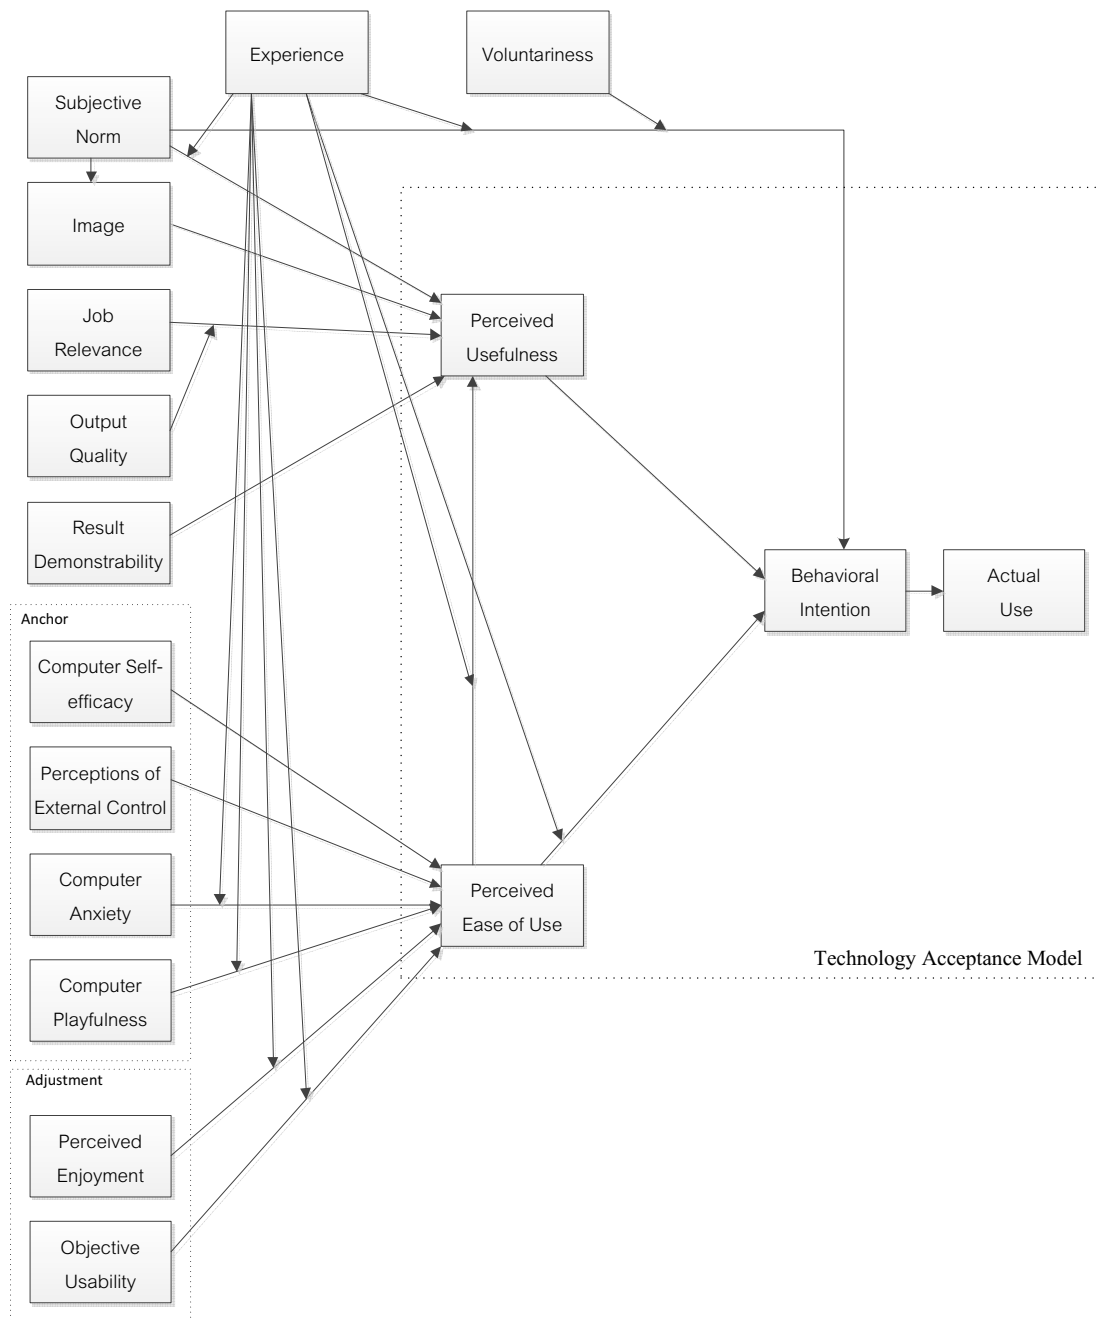 Experience
Voluntariness
Subjective
Norm
Image
Job
Relevance
Output
Quality
Result
Demonstrability
Perceived
Usefulness
Behavioral
Intention
Actual
Use
Anchor
Computer Self-
efficacy
Perceptions of
External Control
Computer
Anxiety
Computer
Playfulness
Perceived
Ease of Use
Technology Acceptance Model
Adjustment
Perceived
Enjoyment
Objective
Usability